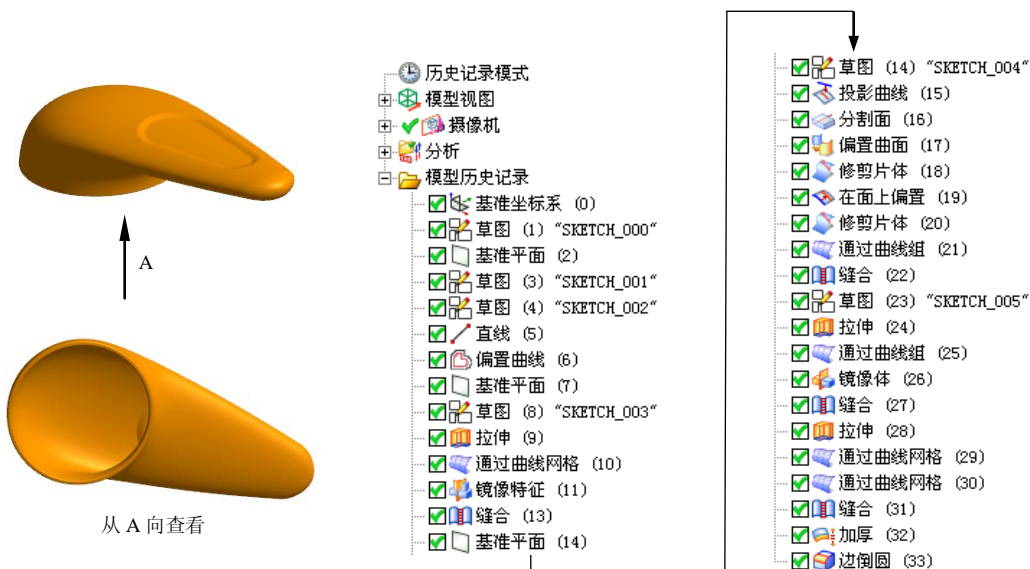 A
从 A 向查看
历史记录模式
模型视图
摄像机
分析
模型历史记录
基准坐标系 (0)
草图 (1) "SKETCH_000"
基准平面 (2)
草图 (3) "SKETCH_001"
草图 (4) "SKETCH_002"
直线 (5)
偏置曲线 (6)
基准平面 (7)
草图 (8) "SKETCH_003"
拉伸 (9)
通过曲线网格 (10)
镜像特征 (11)
缝合 (13)
基准平面 (14)
草图 (14) "SKETCH_004"
投影曲线 (15)
分割面 (16)
偏置曲面 (17)
修剪片体 (18)
在面上偏置 (19)
修剪片体 (20)
通过曲线组 (21)
缝合 (22)
草图 (23) "SKETCH_005"
拉伸 (24)
通过曲线组 (25)
镜像体 (26)
缝合 (27)
拉伸 (28)
通过曲线网格 (29)
通过曲线网格 (30)
缝合 (31)
加厚 (32)
边倒圆 (33)